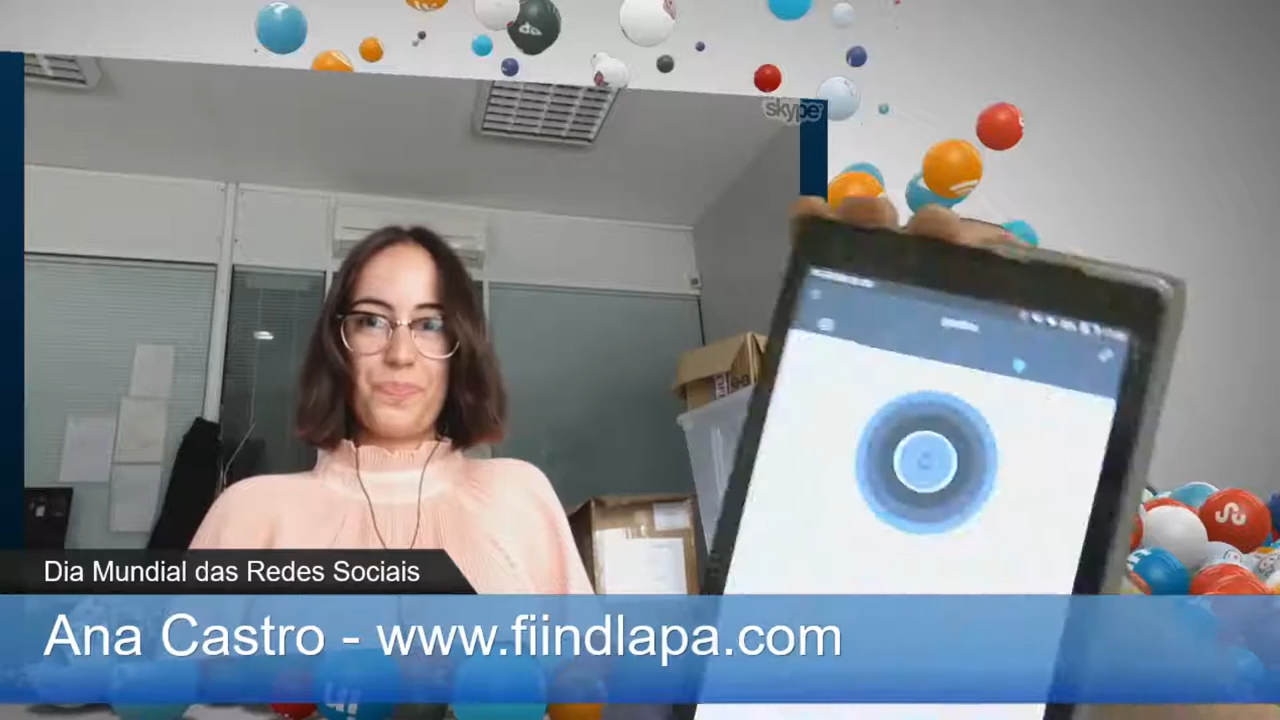 skype
Dia Mundial das Redes Sociais
Ana Castro - www.fiindlapa.com